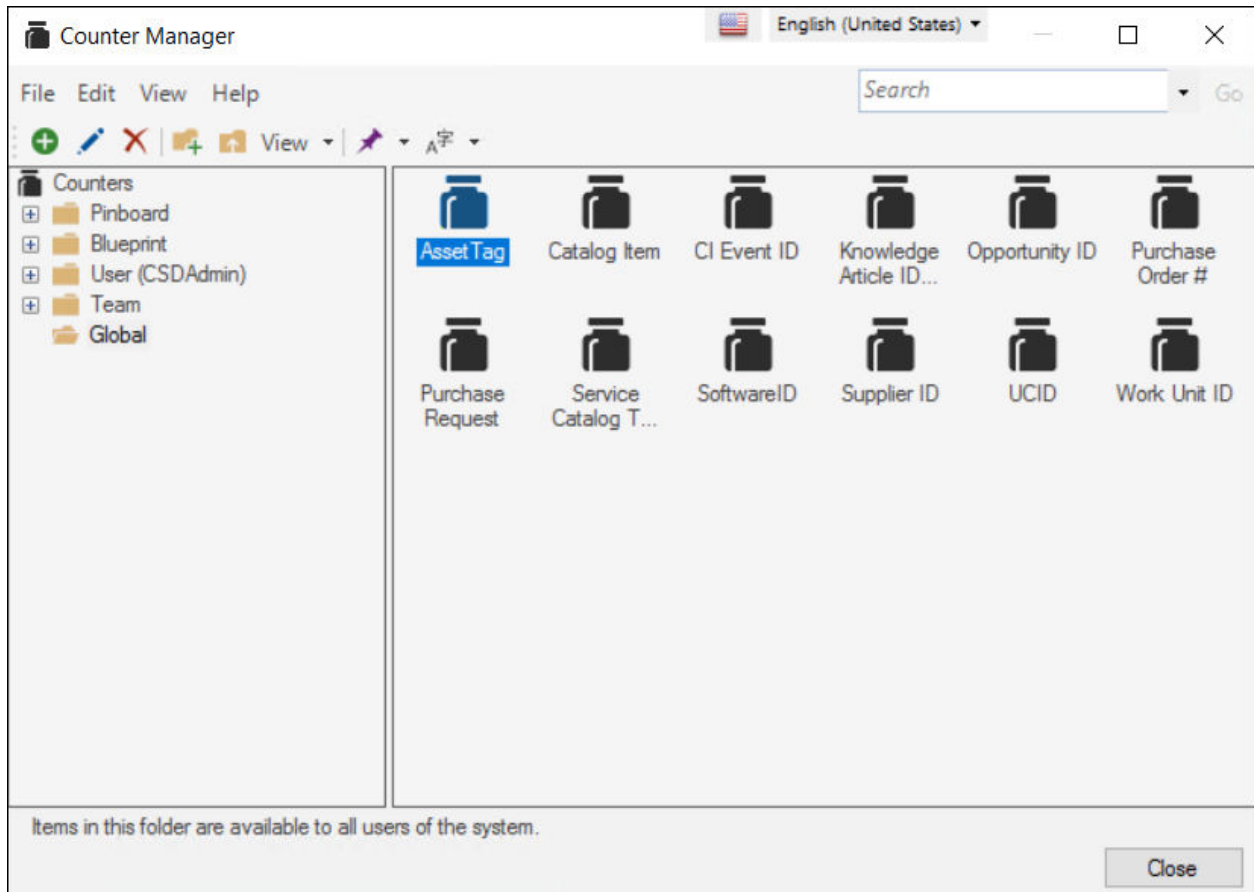 Counter Manager
English (United States)
File Edit View Help
Search
Go
View
A字
Counters
Pinboard
Blueprint
User (CSDAdmin)
Team
Global
AssetTag
Catalog Item
CI Event ID
Knowledge
Article ID...
Opportunity ID
Purchase
Order #
Purchase
Request
Service
Catalog T...
SoftwareID
Supplier ID
UCID
Work Unit ID
Items in this folder are available to all users of the system.
Close